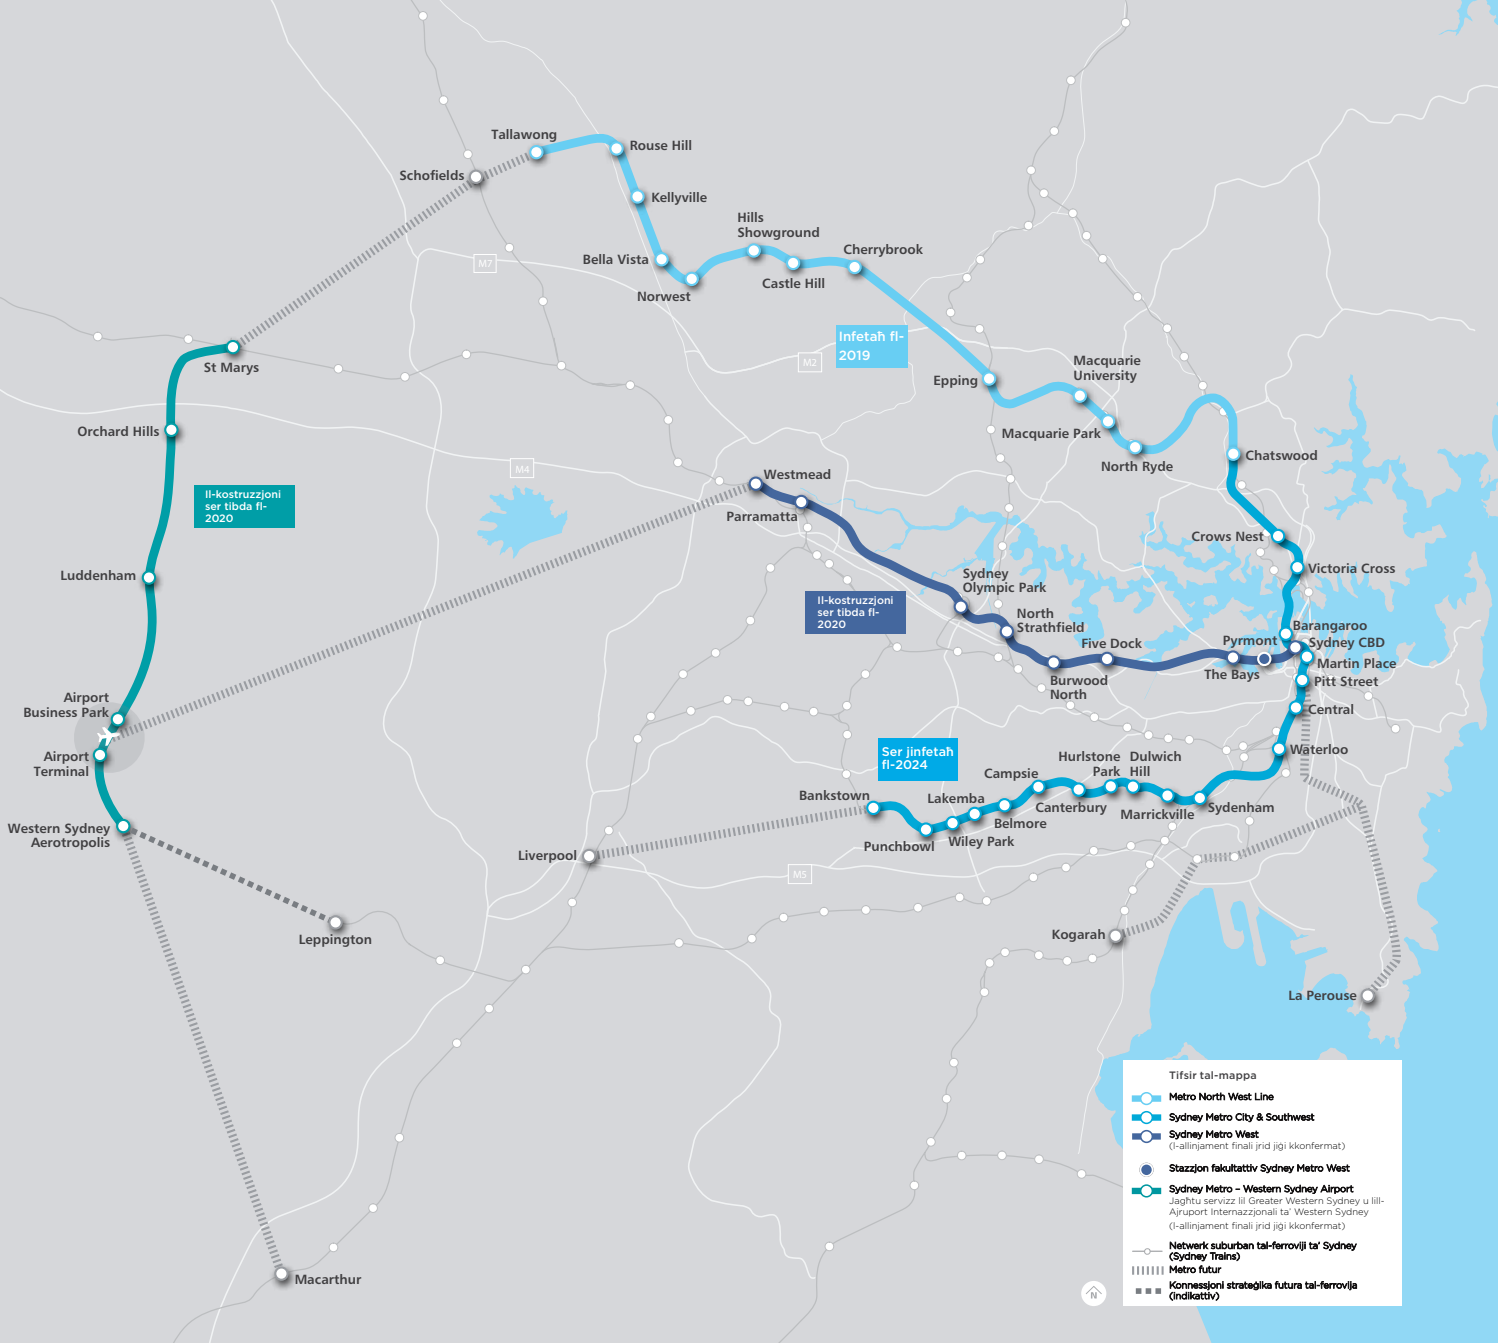 Tallawong
Rouse Hill
Schofields
Kellyville
Hills
Showground
Bella Vista
Cherrybrook
M7
Castle Hill
Norwest
Infetaħ fl-
2019
M2
St Marys
Macquarie
University
Epping
Orchard Hills
Macquarie Park
Chatswood
North Ryde
M4
Westmead
Il-kostruzzjoni
ser tibda fl-
2020
Parramatta
Crows Nest
Luddenham
Victoria Cross
Sydney
Olympic Park
Il-kostruzzjoni
ser tibda fl-
2020
North
Strathfield
Barangaroo
Pyrmont
Sydney CBD
Five Dock
Martin Place
The Bays
Pitt Street
Burwood
North
Airport
Business Park
Central
Airport
Terminal
Ser jinfetaħ
fl-2024
Waterloo
Hurlstone
Park
Dulwich
Hill
Campsie
Bankstown
Lakemba
Canterbury
Sydenham
Marrickville
Belmore
Western Sydney
Aerotropolis
Wiley Park
Punchbowl
Liverpool
M5
Leppington
Kogarah
La Perouse
Macarthur
N
Tifsir tal-mappa
Metro North West Line
Sydney Metro City & Southwest
Sydney Metro West
(l-allinjament finali jrid jiġi kkonfermat)
Stazzjon fakultattiv Sydney Metro West
Sydney Metro – Western Sydney Airport
Jagħtu servizz lil Greater Western Sydney u lill-
Ajruport Internazzjonali ta' Western Sydney
(l-allinjament finali jrid jiġi kkonfermat)
Netwerk suburban tal-ferroviji ta' Sydney
(Sydney Trains)
Metro futur
Konnessjoni strateġika futura tal-ferrovija
(indikattiv)